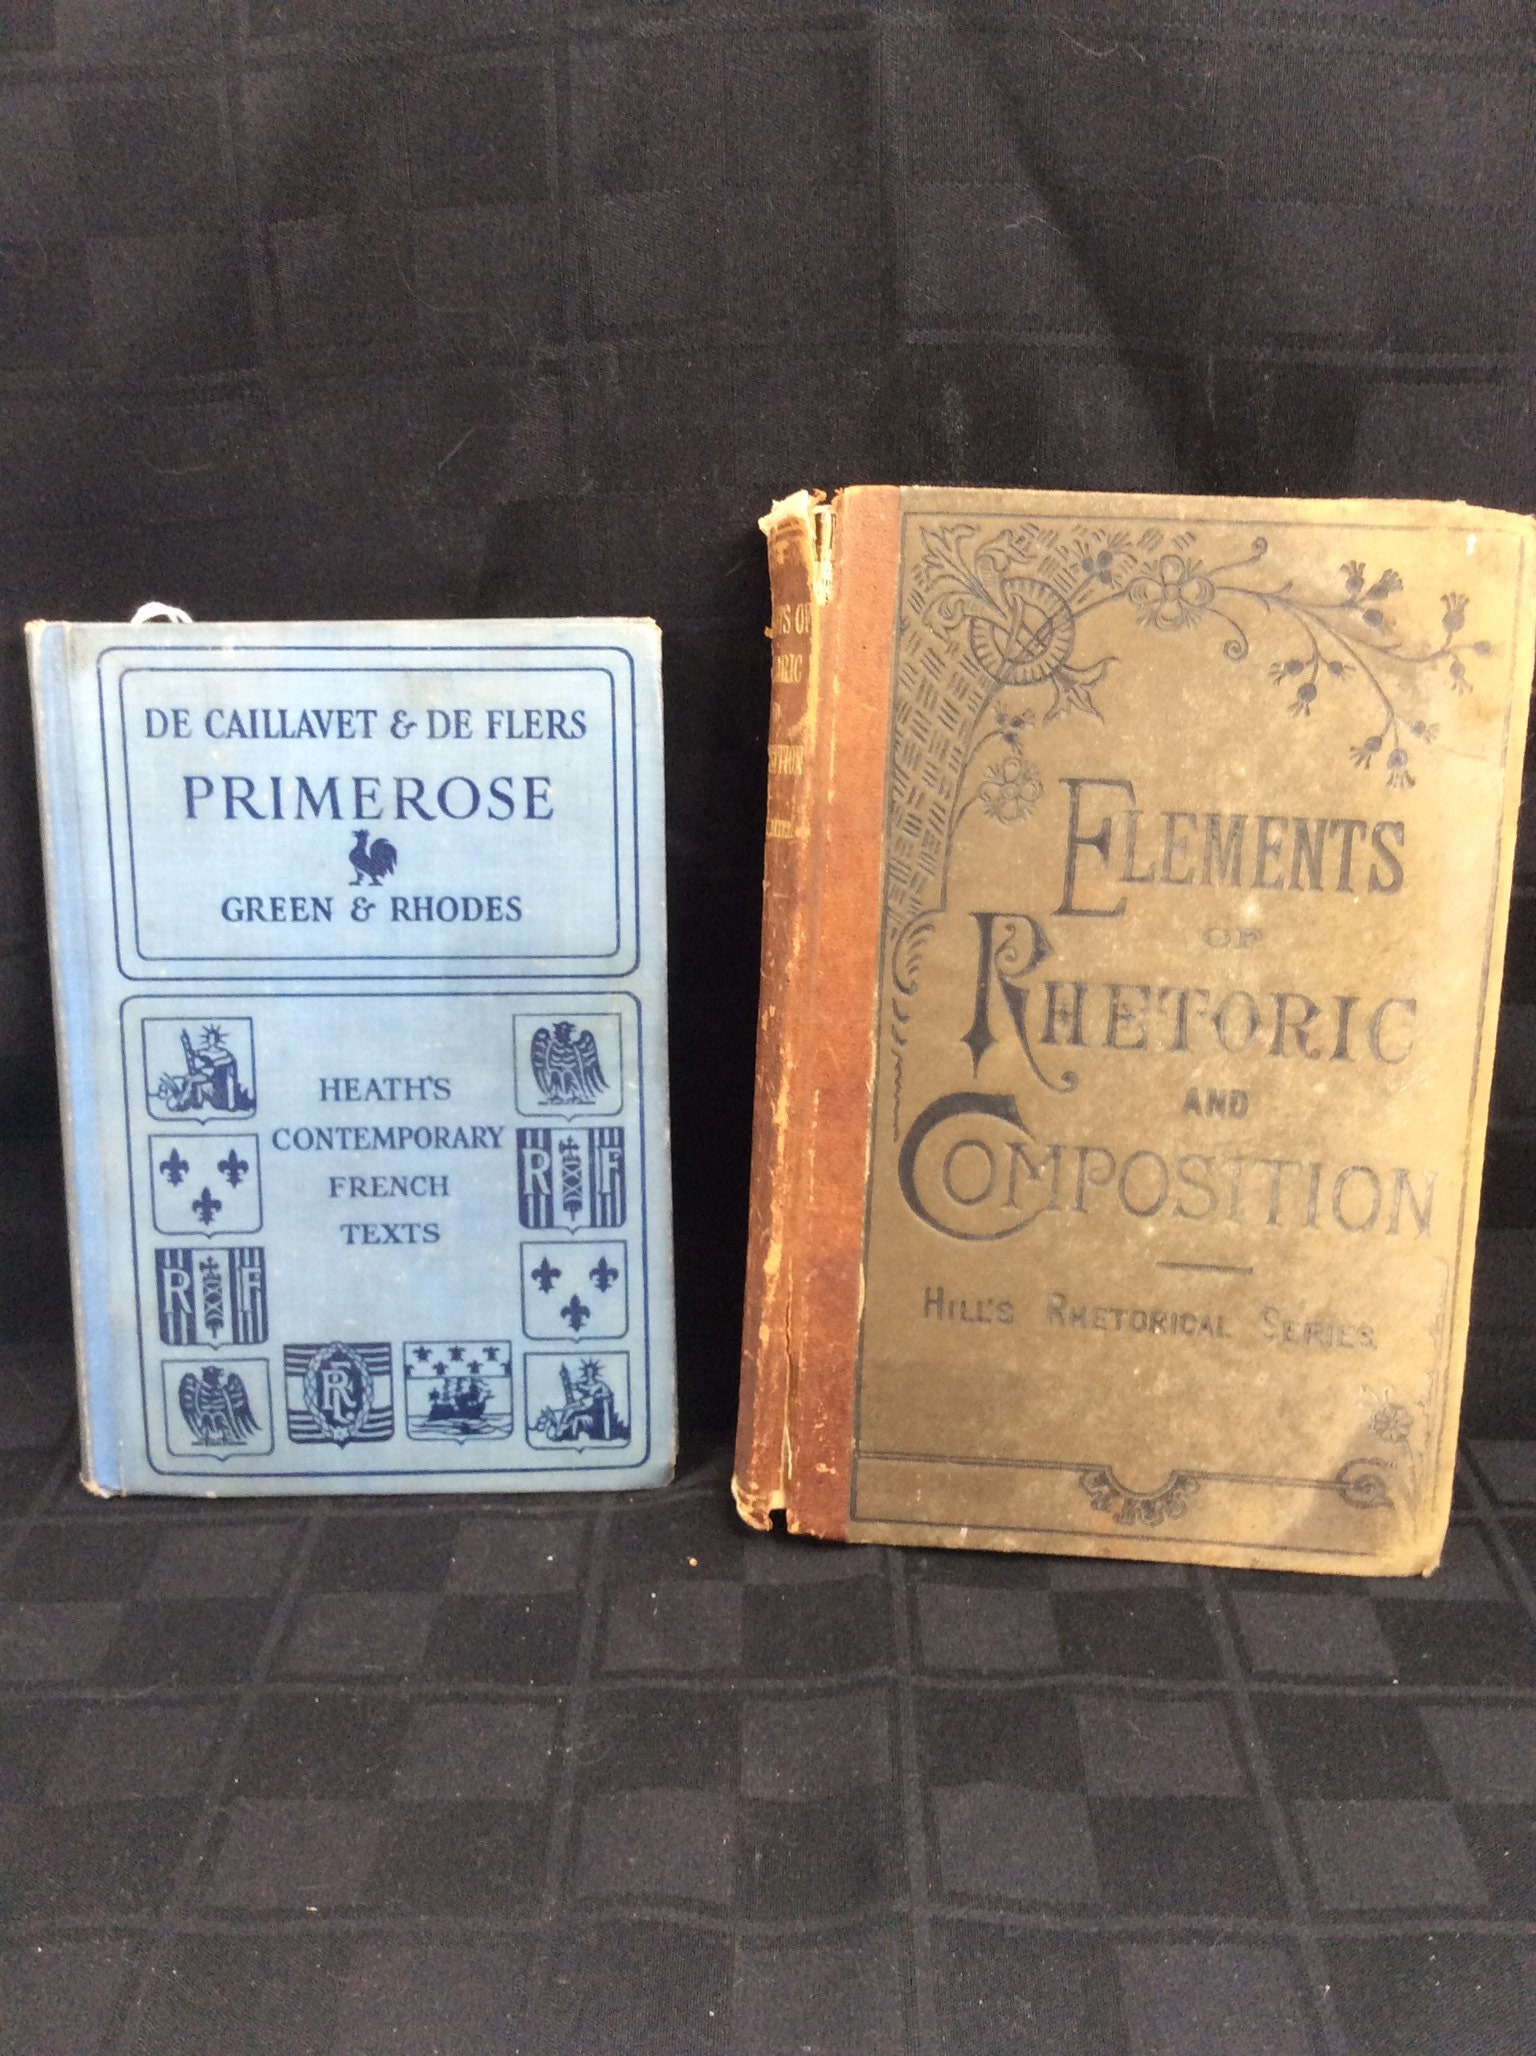 DE CAILLAVET & DE FLERS
PRIMEROSE
GREEN & RHODES
HEATH'S
CONTEMPORARY
FRENCH
TEXTS
R F
R F
RF
ELEMENTS
OF
RHETORIC
AND
COMPOSITION
HILL'S RHETORICAL SERIES